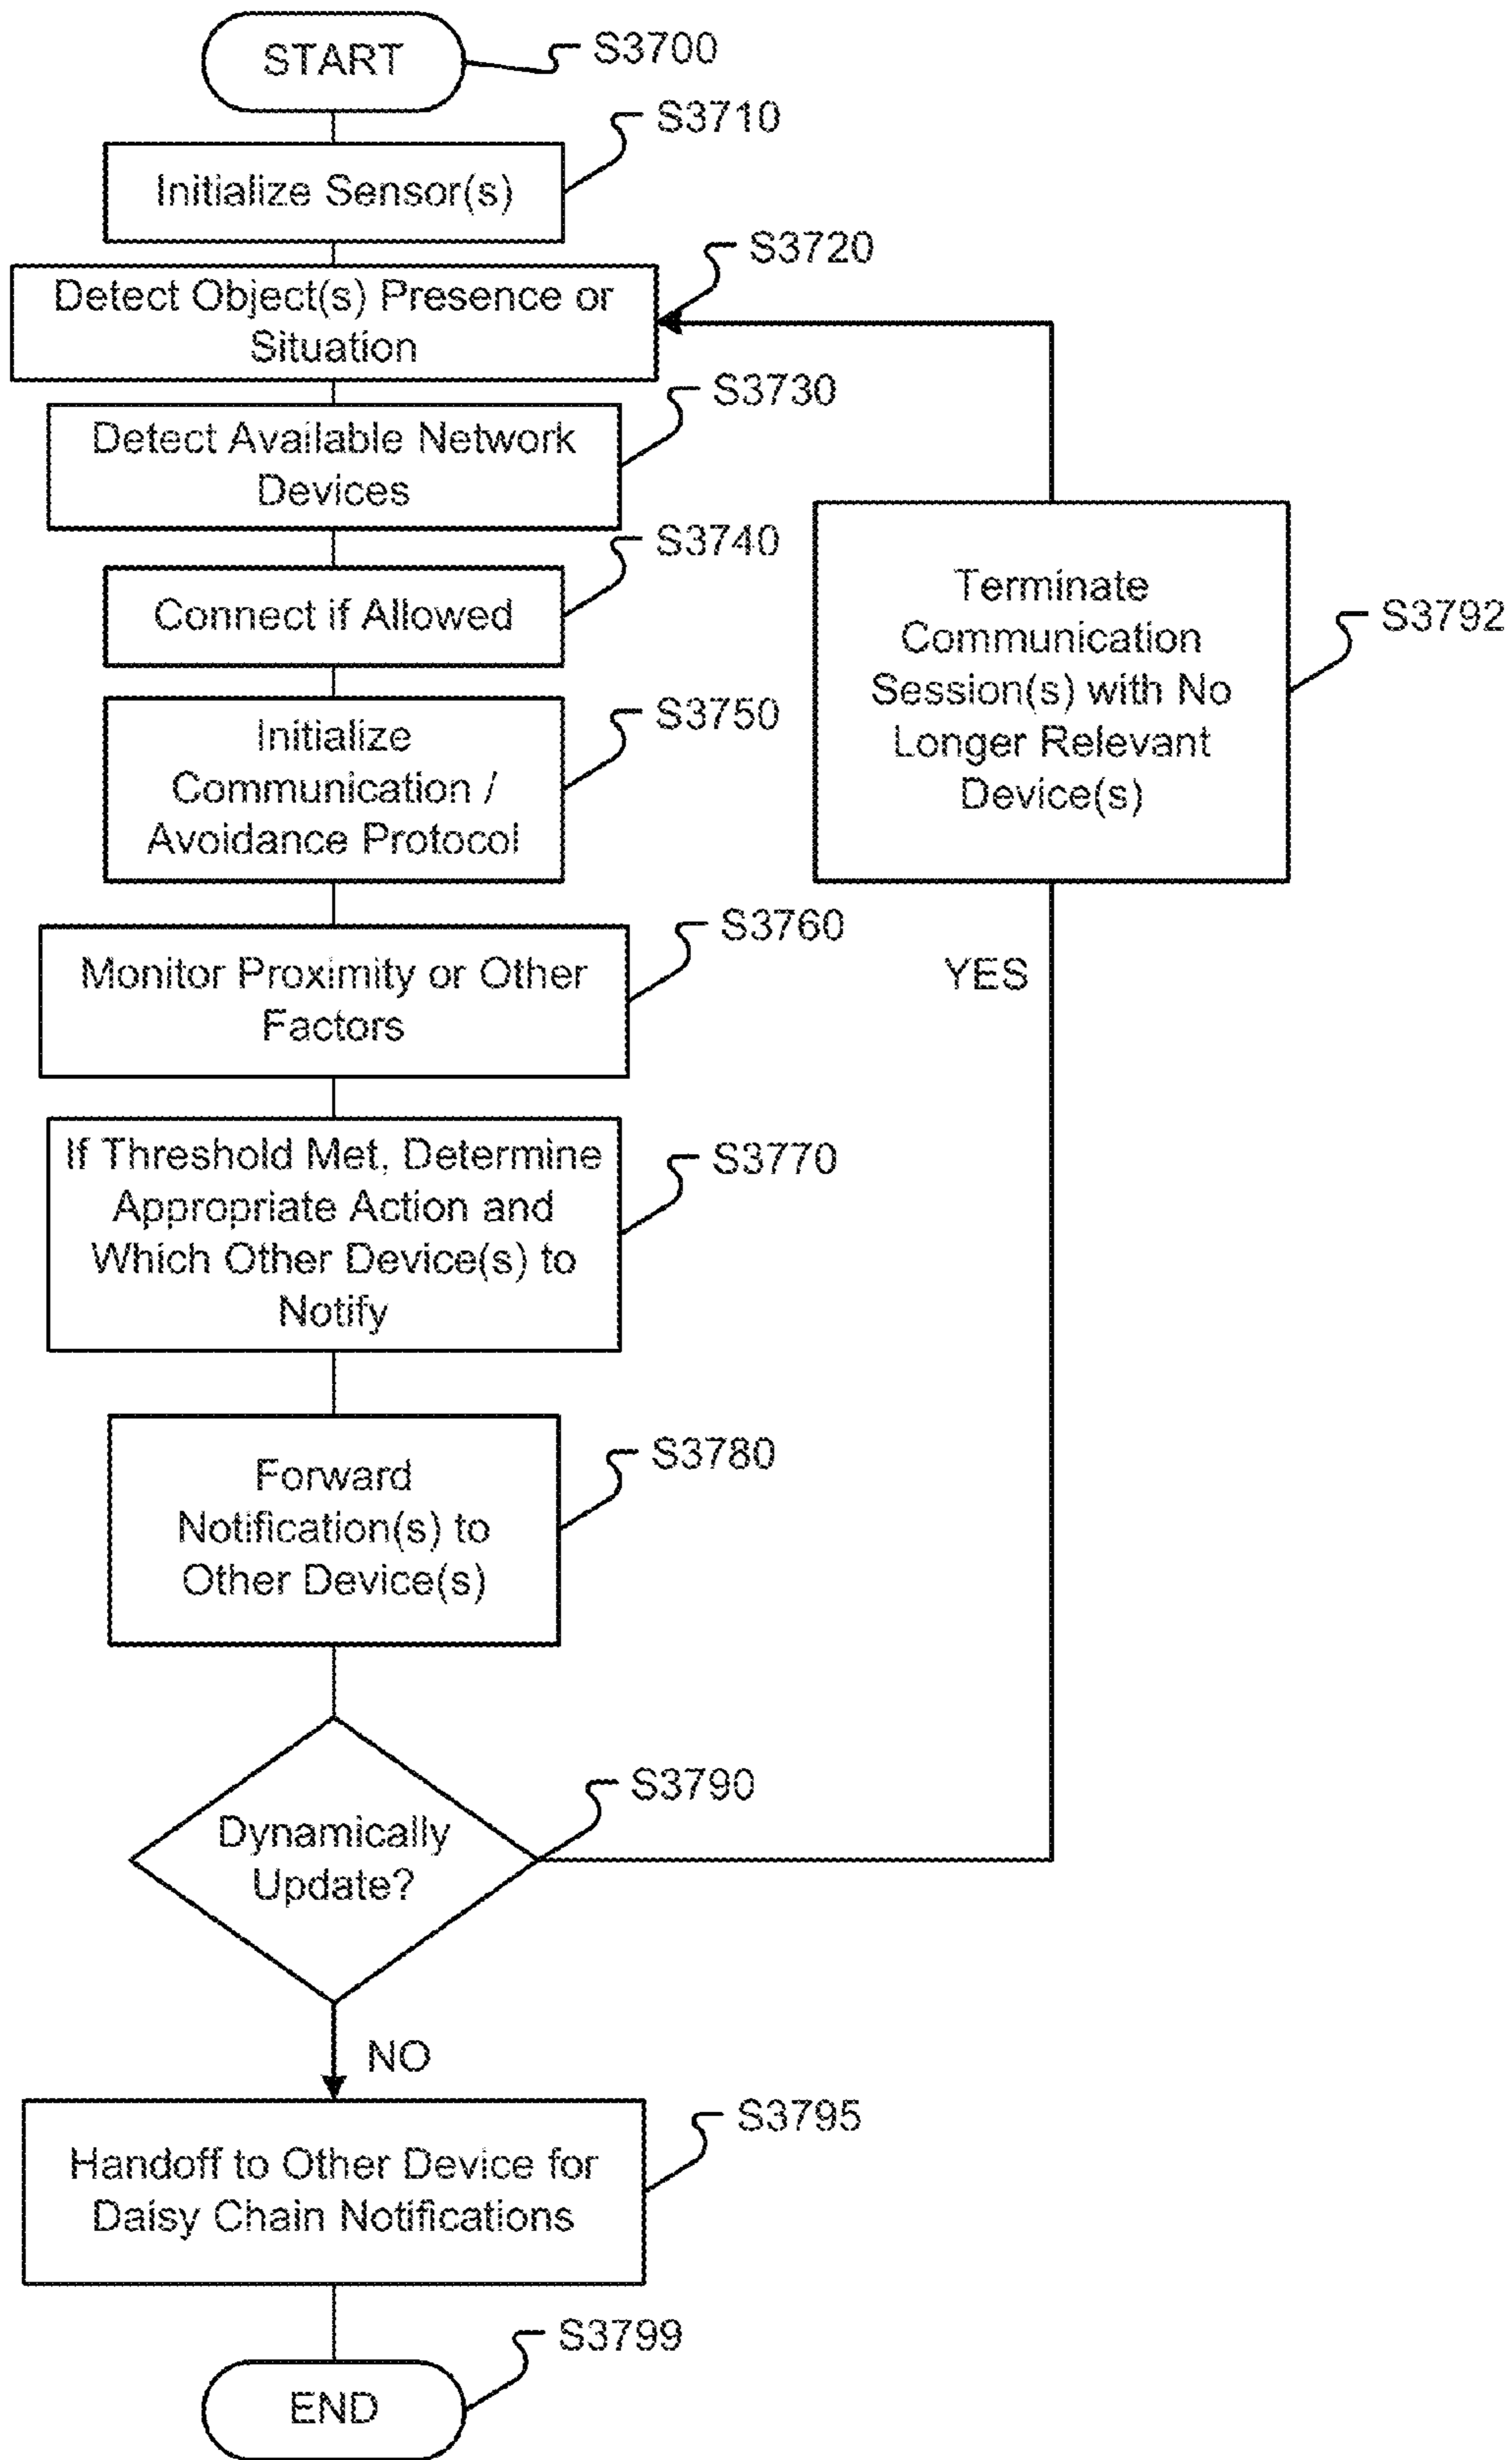 START
S3700
S3710
Initialize Sensor(s)
S3720
Detect Object(s) Presence or
Situation
S3730
Detect Available Network
Devices
S3740
Connect if Allowed
S3750
Initialize
Communication /
Avoidance Protocol
Terminate
Communication
Session(s) with No
Longer Relevant
Device(s)
S3792
S3760
Monitor Proximity or Other
Factors
YES
S3770
If Threshold Met, Determine
Appropriate Action and
Which Other Device(s) to
Notify
S3780
Forward
Notification(s) to
Other Device(s)
S3790
Dynamically
Update?
NO
S3795
Handoff to Other Device for
Daisy Chain Notifications
S3799
END